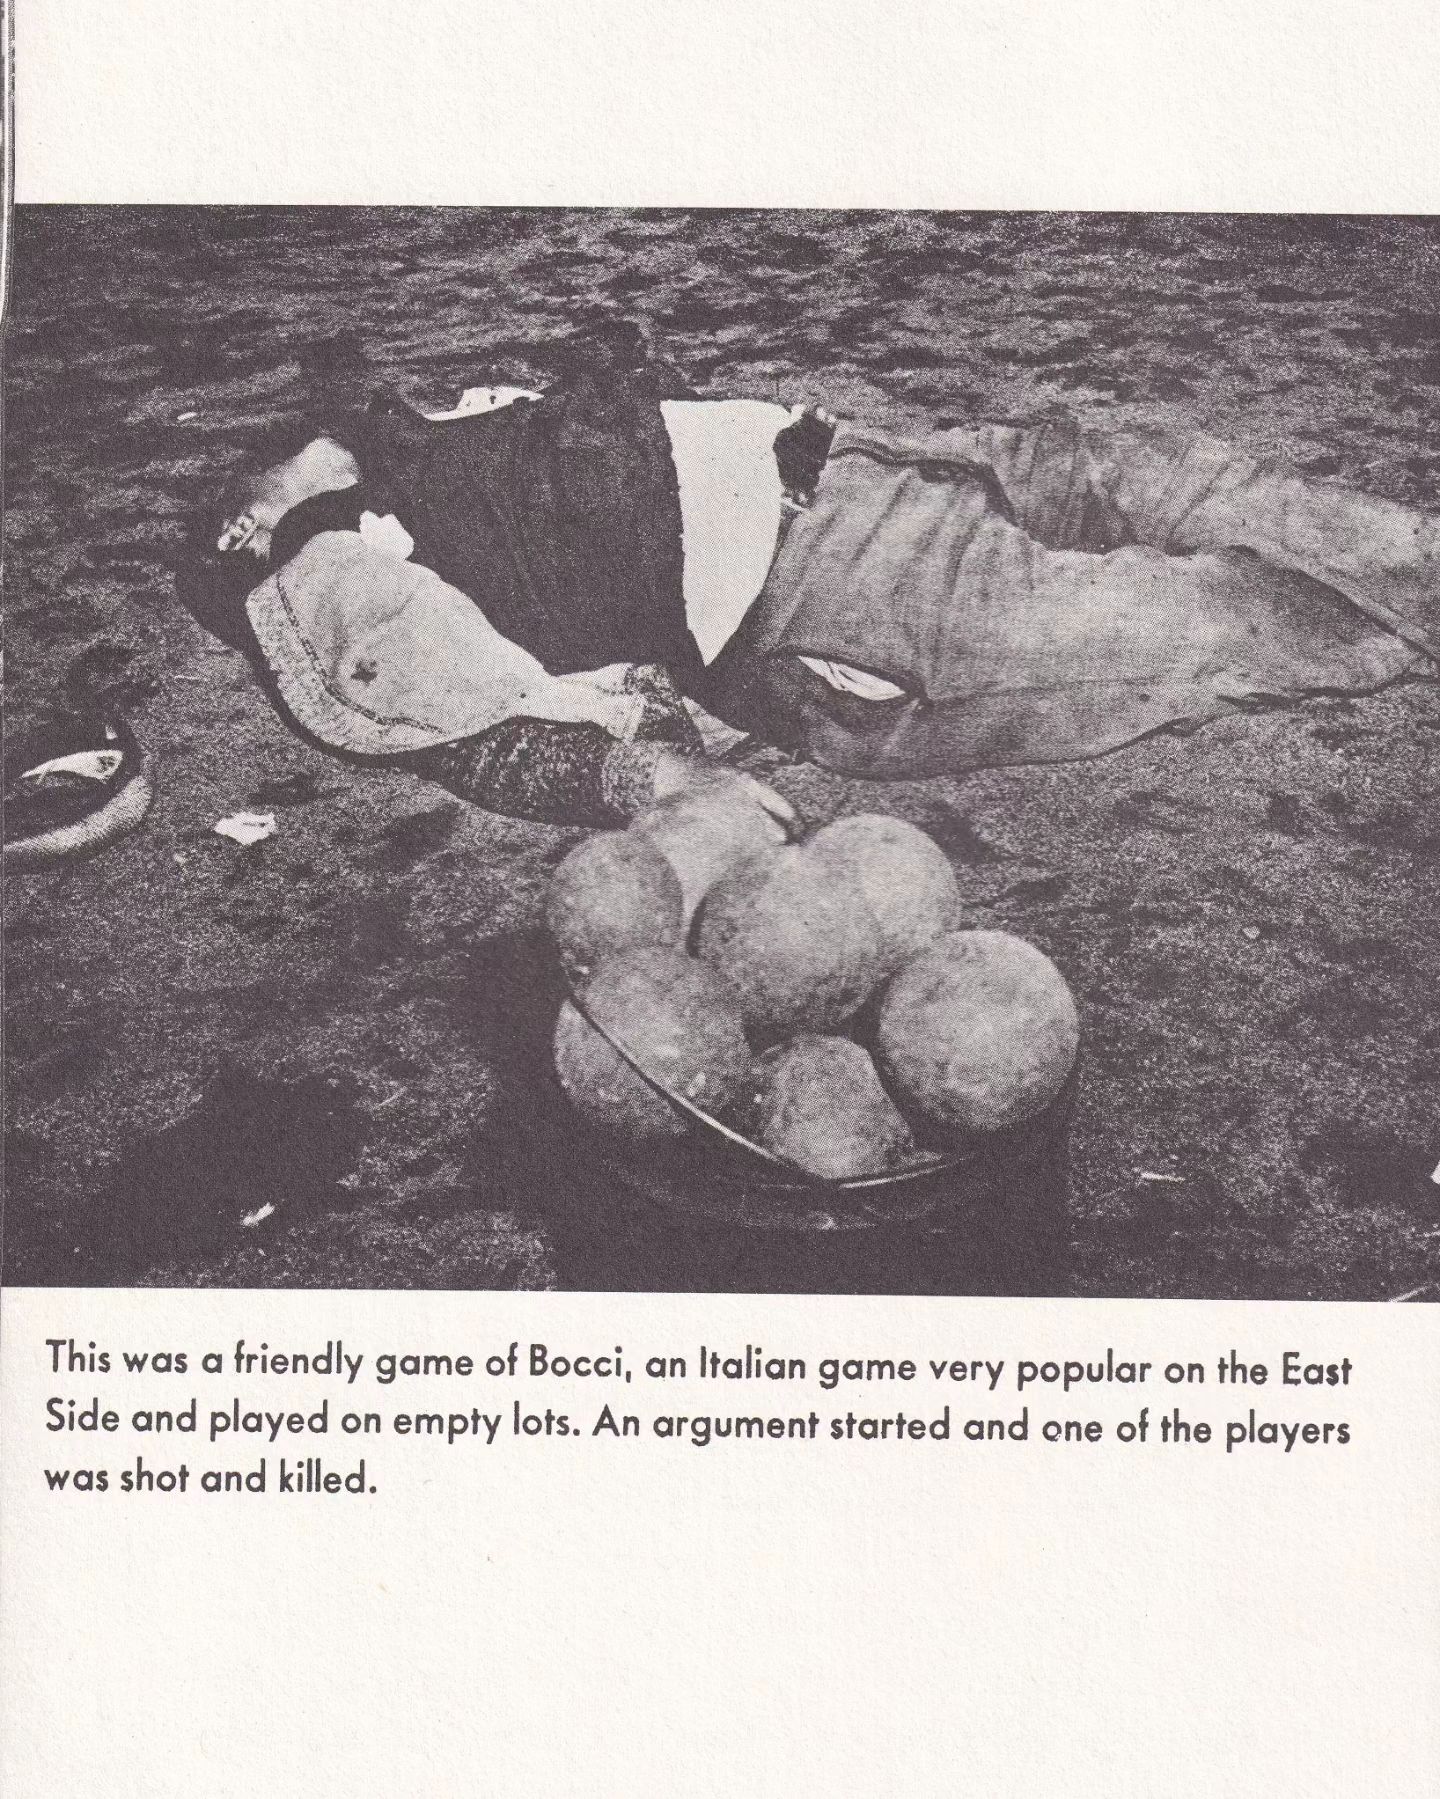 This was a friendly game of Bocci, an Italian game very popular on the East
Side and played on empty lots. An argument started and one of the players
was shot and killed.